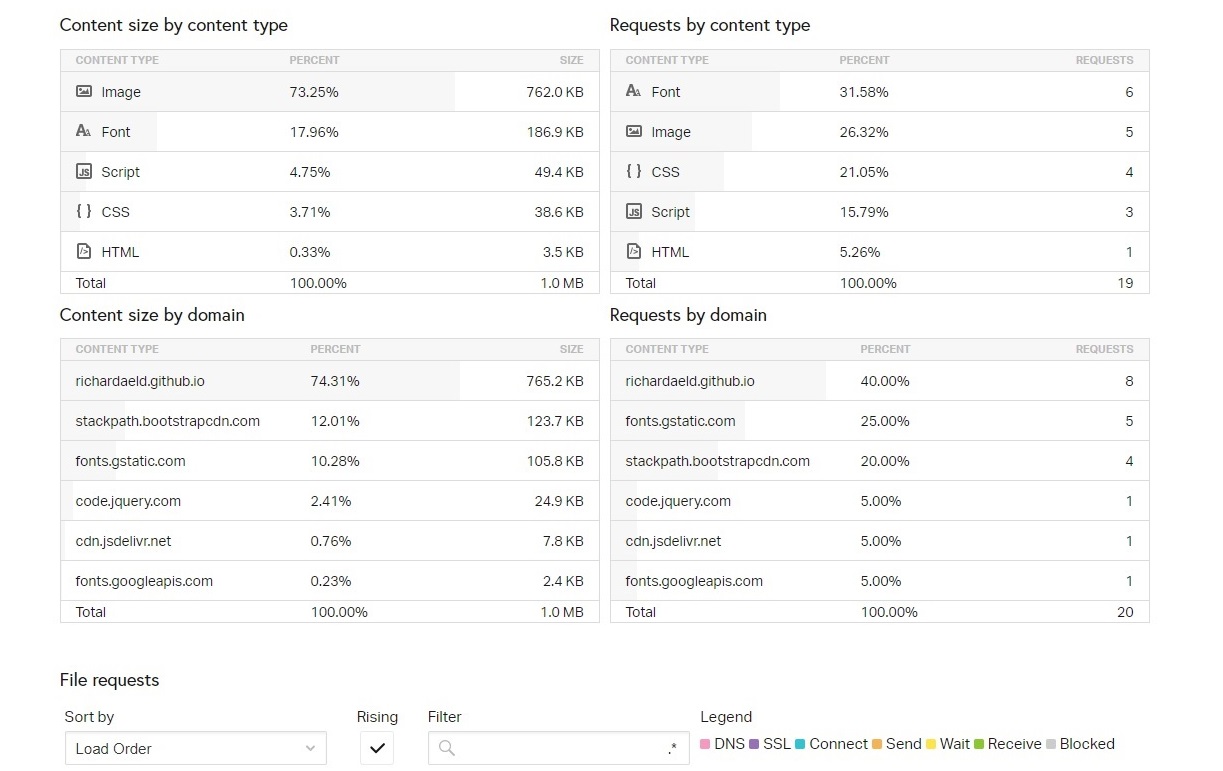 Content size by content type
CONTENT TYPE PERCENT SIZE
Image 73.25% 762.0 KB
Font 17.96% 186.9 KB
Script 4.75% 49.4 KB
CSS 3.71% 38.6 KB
HTML 0.33% 3.5 KB
Total 100.00% 1.0 MB
Requests by content type
CONTENT TYPE PERCENT REQUESTS
Font 31.58% 6
Image 26.32% 5
CSS 21.05% 4
Script 15.79% 3
HTML 5.26% 1
Total 100.00% 19
Content size by domain
CONTENT TYPE PERCENT SIZE
richardaeld.github.io 74.31% 765.2 KB
stackpath.bootstrapcdn.com 12.01% 123.7 KB
fonts.gstatic.com 10.28% 105.8 KB
code.jquery.com 2.41% 24.9 KB
cdn.jsdelivr.net 0.76% 7.8 KB
fonts.googleapis.com 0.23% 2.4 KB
Total 100.00% 1.0 MB
Requests by domain
CONTENT TYPE PERCENT REQUESTS
richardaeld.github.io 40.00% 8
fonts.gstatic.com 25.00% 5
stackpath.bootstrapcdn.com 20.00% 4
code.jquery.com 5.00% 1
cdn.jsdelivr.net 5.00% 1
fonts.googleapis.com 5.00% 1
Total 100.00% 20
File requests
Sort by Rising Filter Legend
Load Order .* DNS SSL Connect Send Wait Receive Blocked